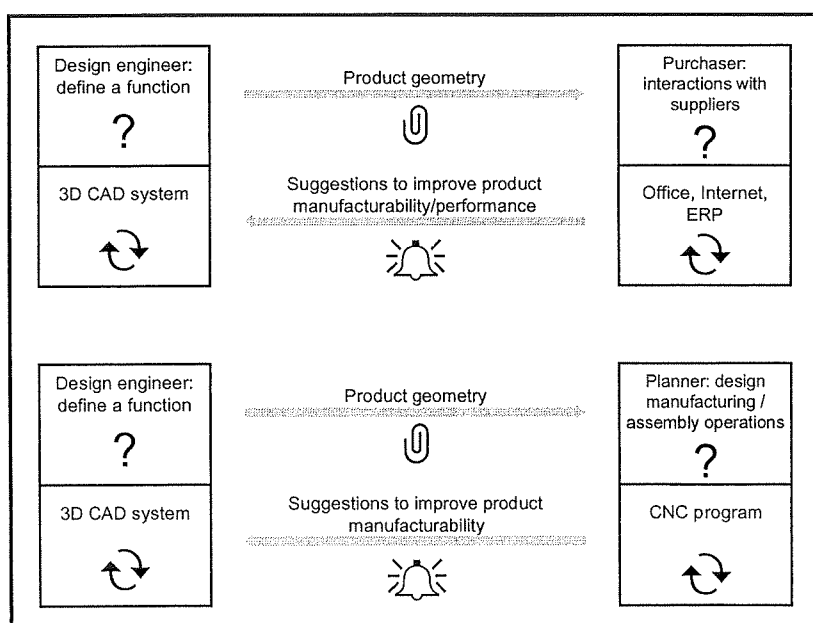 Design engineer:
define a function
?
3D CAD system
Product geometry
Suggestions to improve product
manufacturability/performance
Purchaser:
interactions with
suppliers
?
Office, Internet,
ERP
Design engineer:
define a function
?
3D CAD system
Product geometry
Suggestions to improve product
manufacturability
Planner: design
manufacturing /
assembly operations
?
CNC program